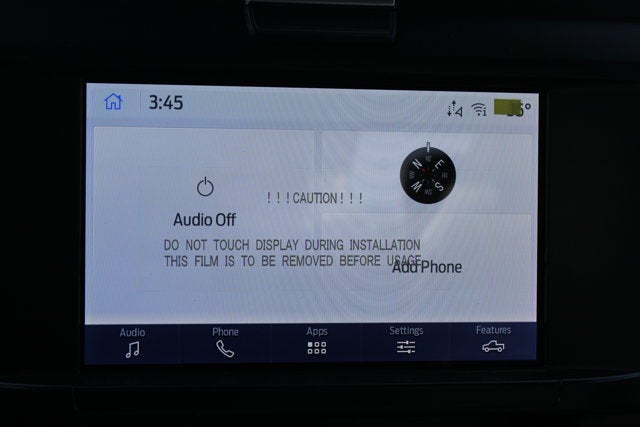 3:45
5°
! ! ! CAUTION ! ! !
Audio Off
N E S W
DO NOT TOUCH DISPLAY DURING INSTALLATION
THIS FILM IS TO BE REMOVED BEFORE USAGE
Add Phone
Audio Phone Apps Settings Features